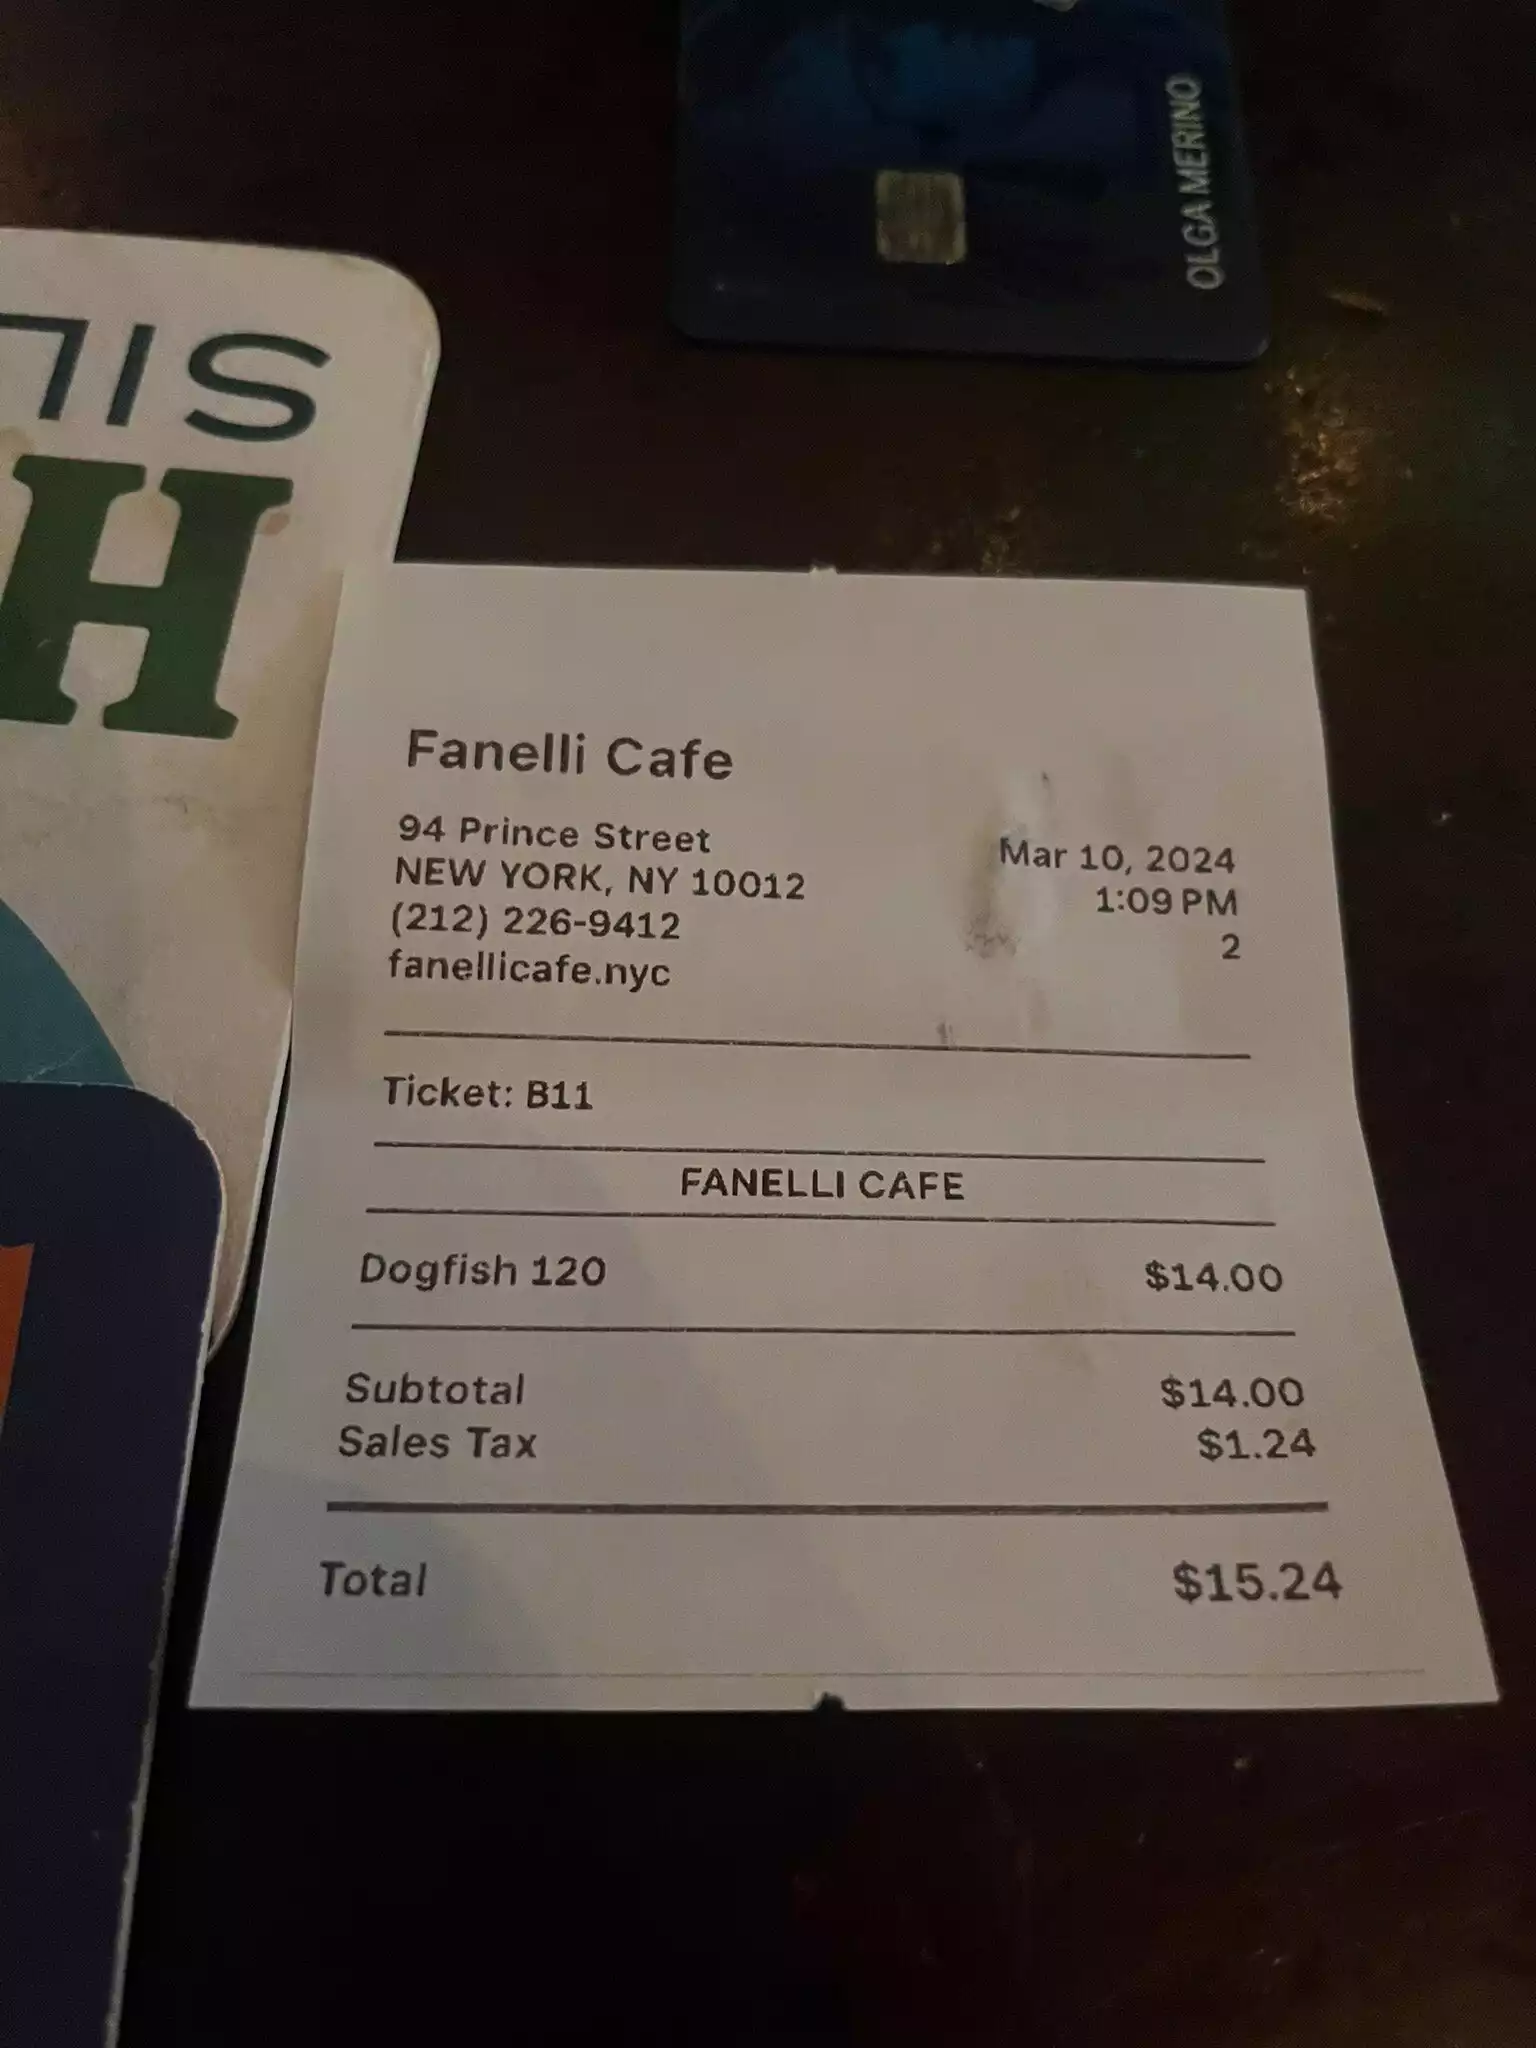 OLGA MERINO
NIS
H
Fanelli Cafe
94 Prince Street
NEW YORK, NY 10012
(212) 226-9412
fanellicafe.nyc
Mar 10, 2024
1:09 PM
2
Ticket: B11
FANELLI CAFE
Dogfish 120 $14.00
Subtotal $14.00
Sales Tax $1.24
Total $15.24